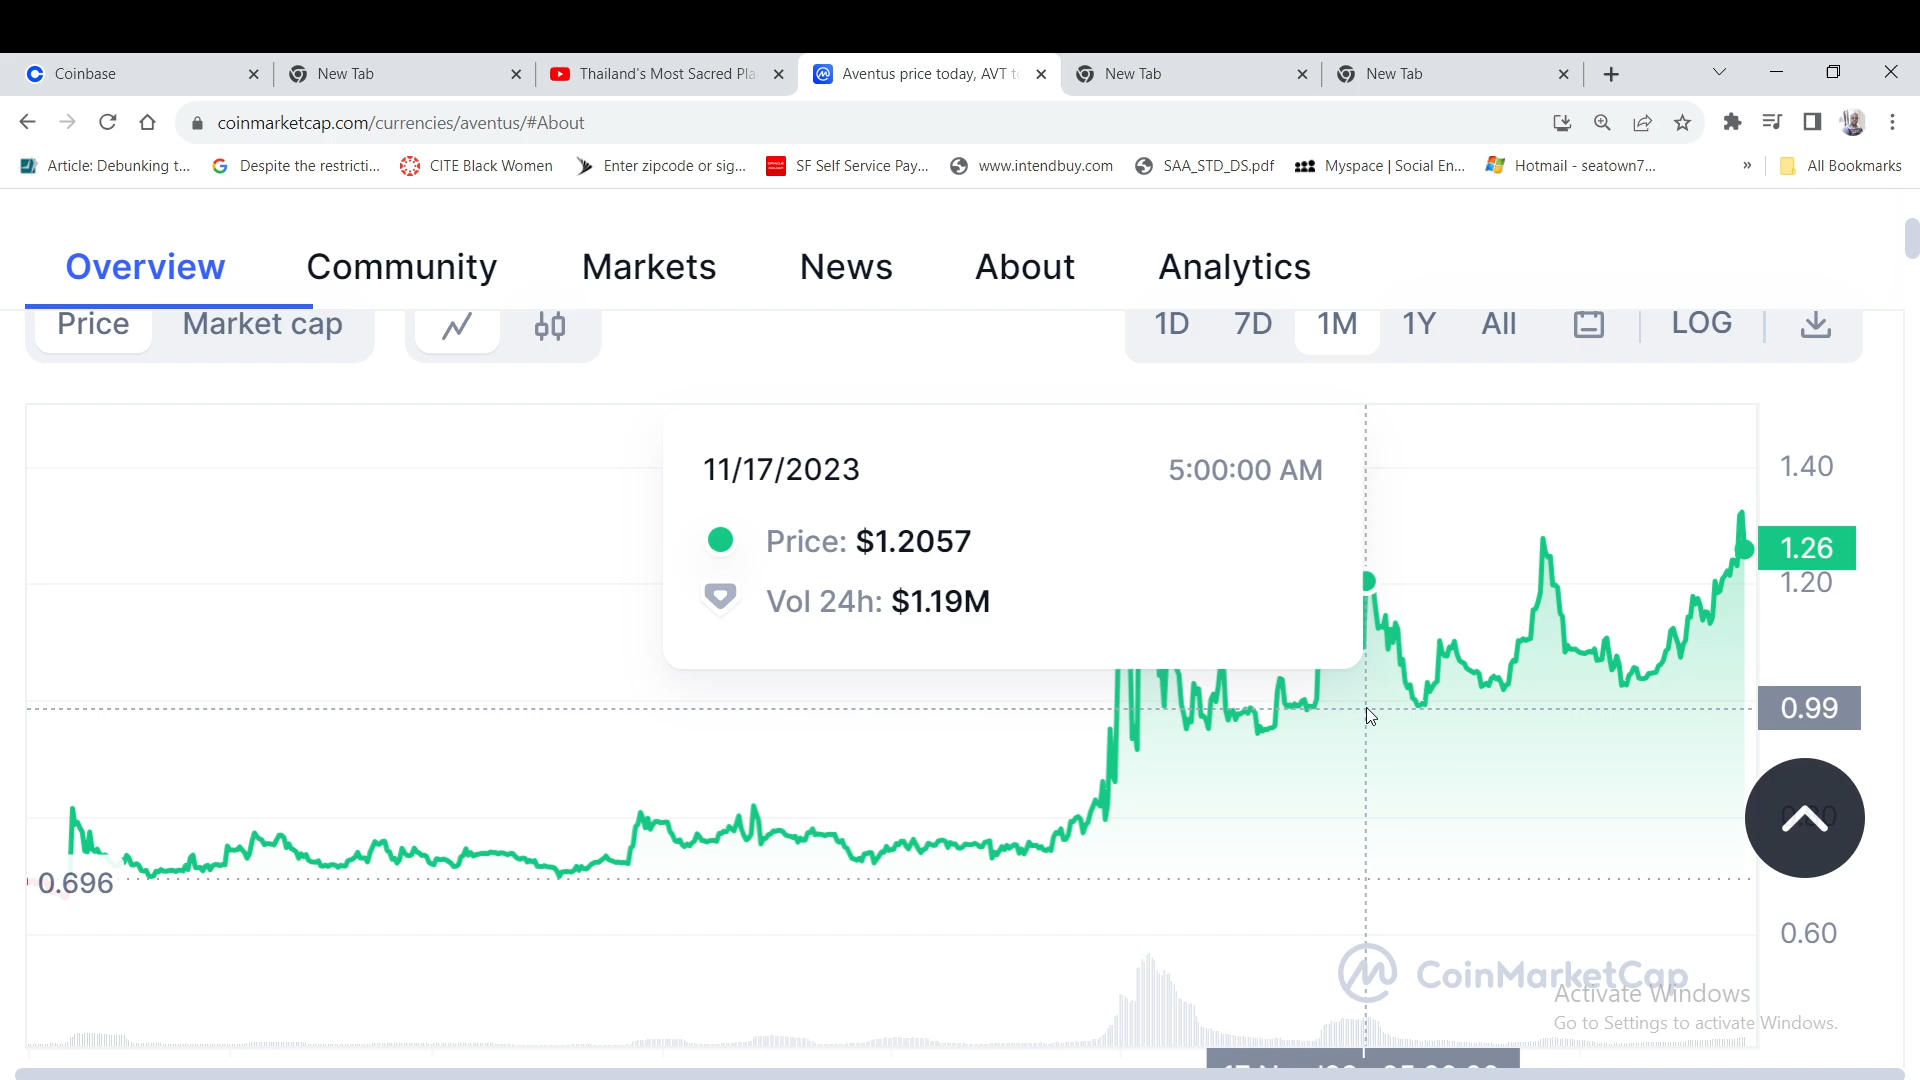 Coinbase
New Tab
Thailand's Most Sacred Pla
Aventus price today, AVT to
New Tab
New Tab
coinmarketcap.com/currencies/aventus/#About
Article: Debunking t...
Despite the restricti...
CITE Black Women
Enter zipcode or sig...
SF Self Service Pay...
www.intendbuy.com
SAA_STD_DS.pdf
Myspace | Social En...
Hotmail - seatown7...
»
All Bookmarks
Overview
Community
Markets
News
About
Analytics
Price
Market cap
1D
7D
1M
1Y
All
LOG
11/17/2023
5:00:00 AM
Price: $1.2057
Vol 24h: $1.19M
1.40
1.26
1.20
0.99
0.696
0.60
CoinMarketCap
Activate Windows
Go to Settings to activate Windows.